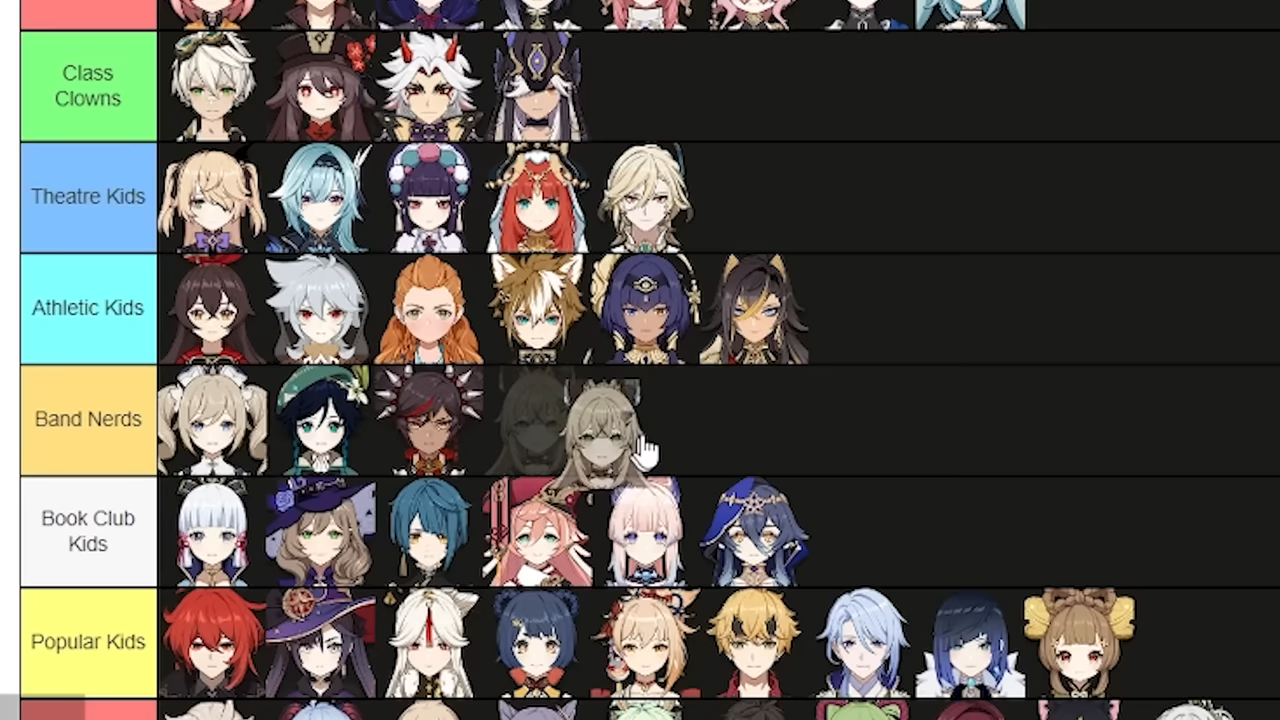 Class
Clowns
Theatre Kids
Athletic Kids
Band Nerds
Book Club
Kids
Popular Kids